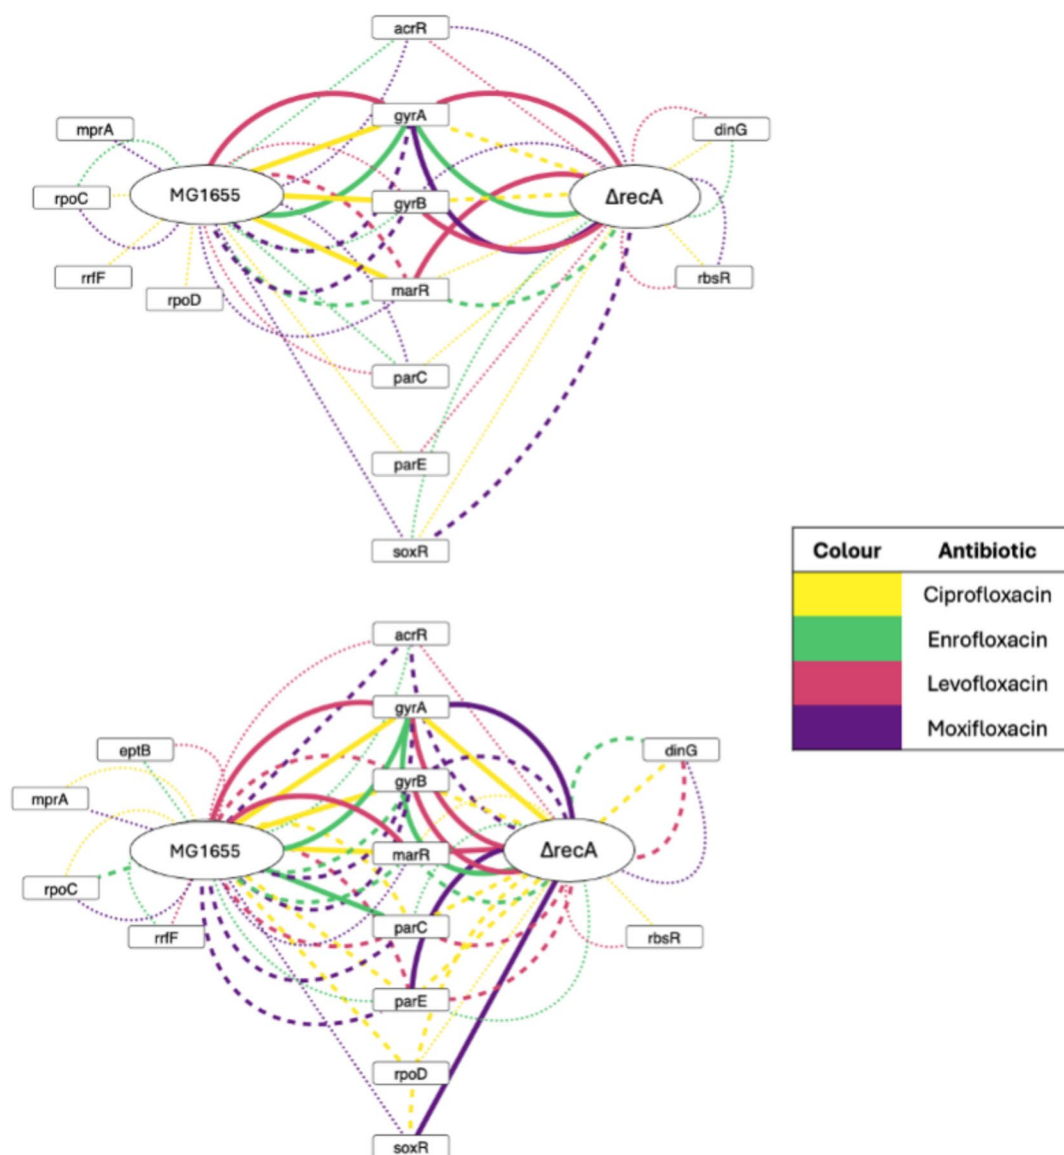 acrR
gyrA
mprA
dinG
rpoC
MG1655
gyrB
ΔrecA
rrfF
rpoD
marR
rbsR
parC
parE
soxR
Colour Antibiotic
Ciprofloxacin
Enrofloxacin
Levofloxacin
Moxifloxacin
acrR
gyrA
eptB
dinG
gyrB
mprA
MG1655
marR
ΔrecA
rpoC
parC
rrfF
rbsR
parE
rpoD
soxR